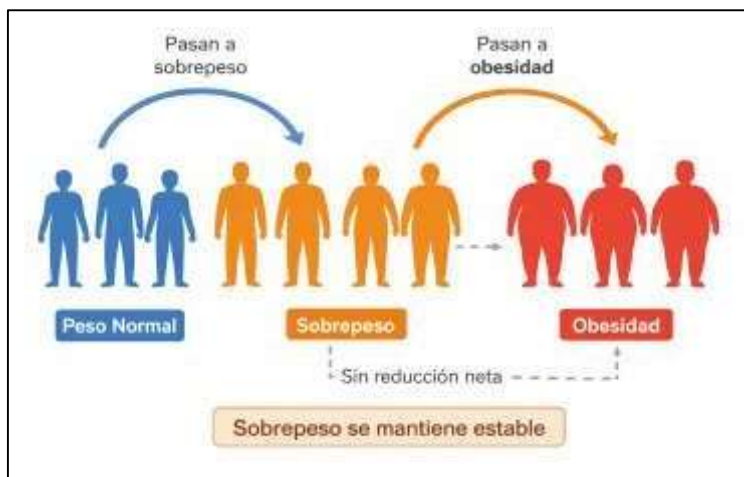 Pasan a
sobrepeso
Pasan a
obesidad
Peso Normal
Sobrepeso
Obesidad
Sin reducción neta
Sobrepeso se mantiene estable